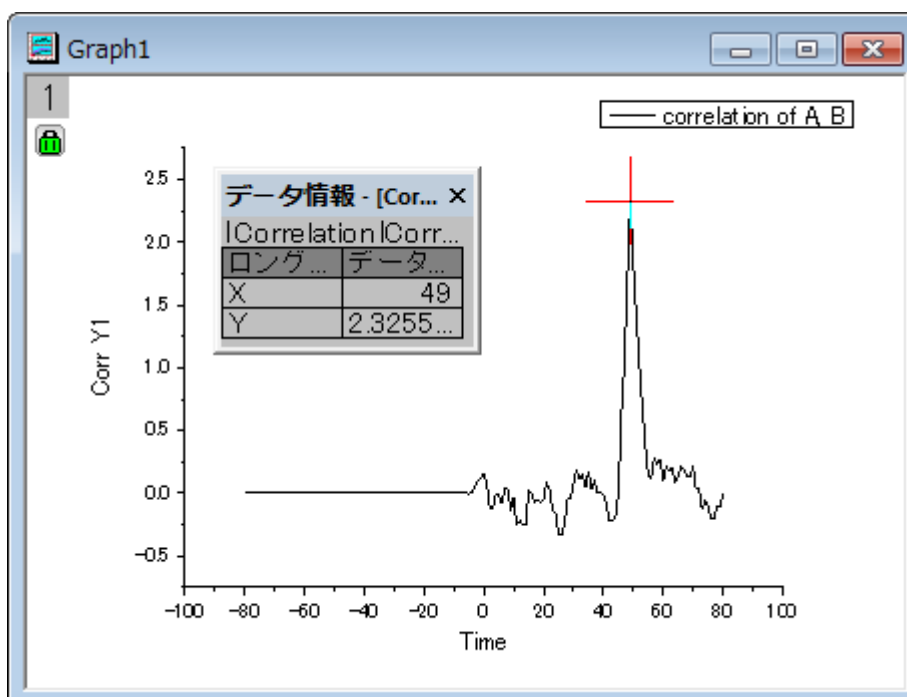 Graph1
1
correlation of A, B
データ情報 - [Cor... ×
|Correlation|Corr...
ロング... データ...
X 49
Y 2.3255...
2.5
2.0
1.5
1.0
0.5
0.0
-0.5
Corr Y1
-100 -80 -60 -40 -20 0 20 40 60 80 100
Time